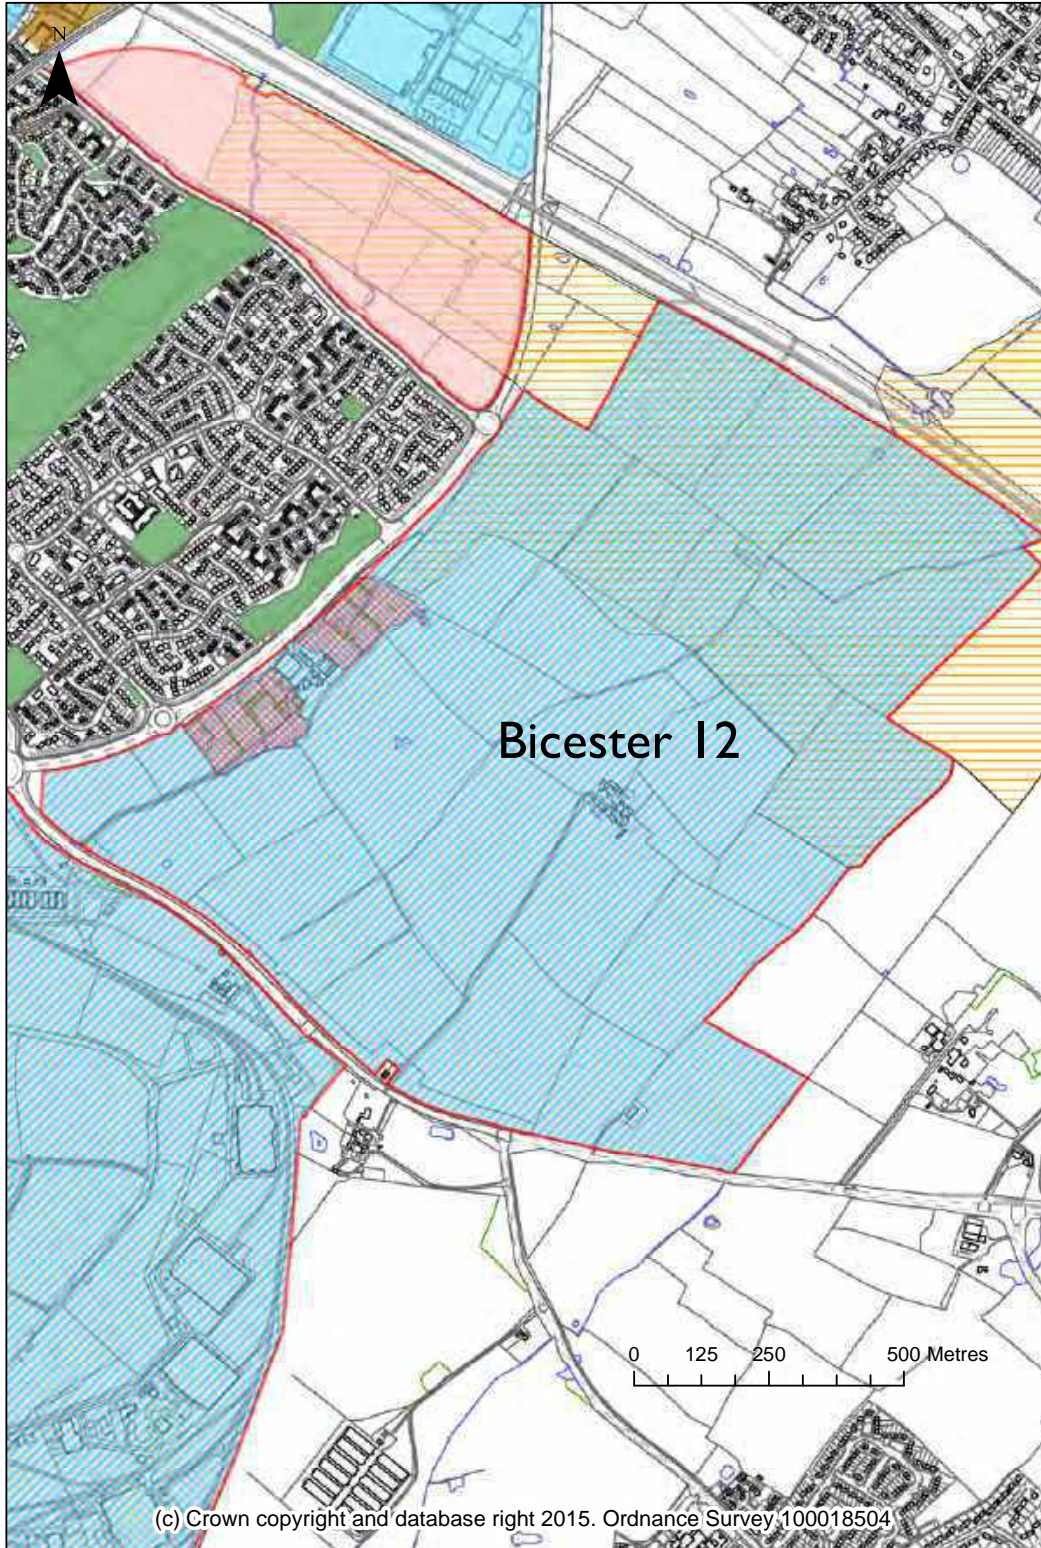 N
Bicester 12
0 125 250 500 Metres
(c) Crown copyright and database right 2015. Ordnance Survey 100018504